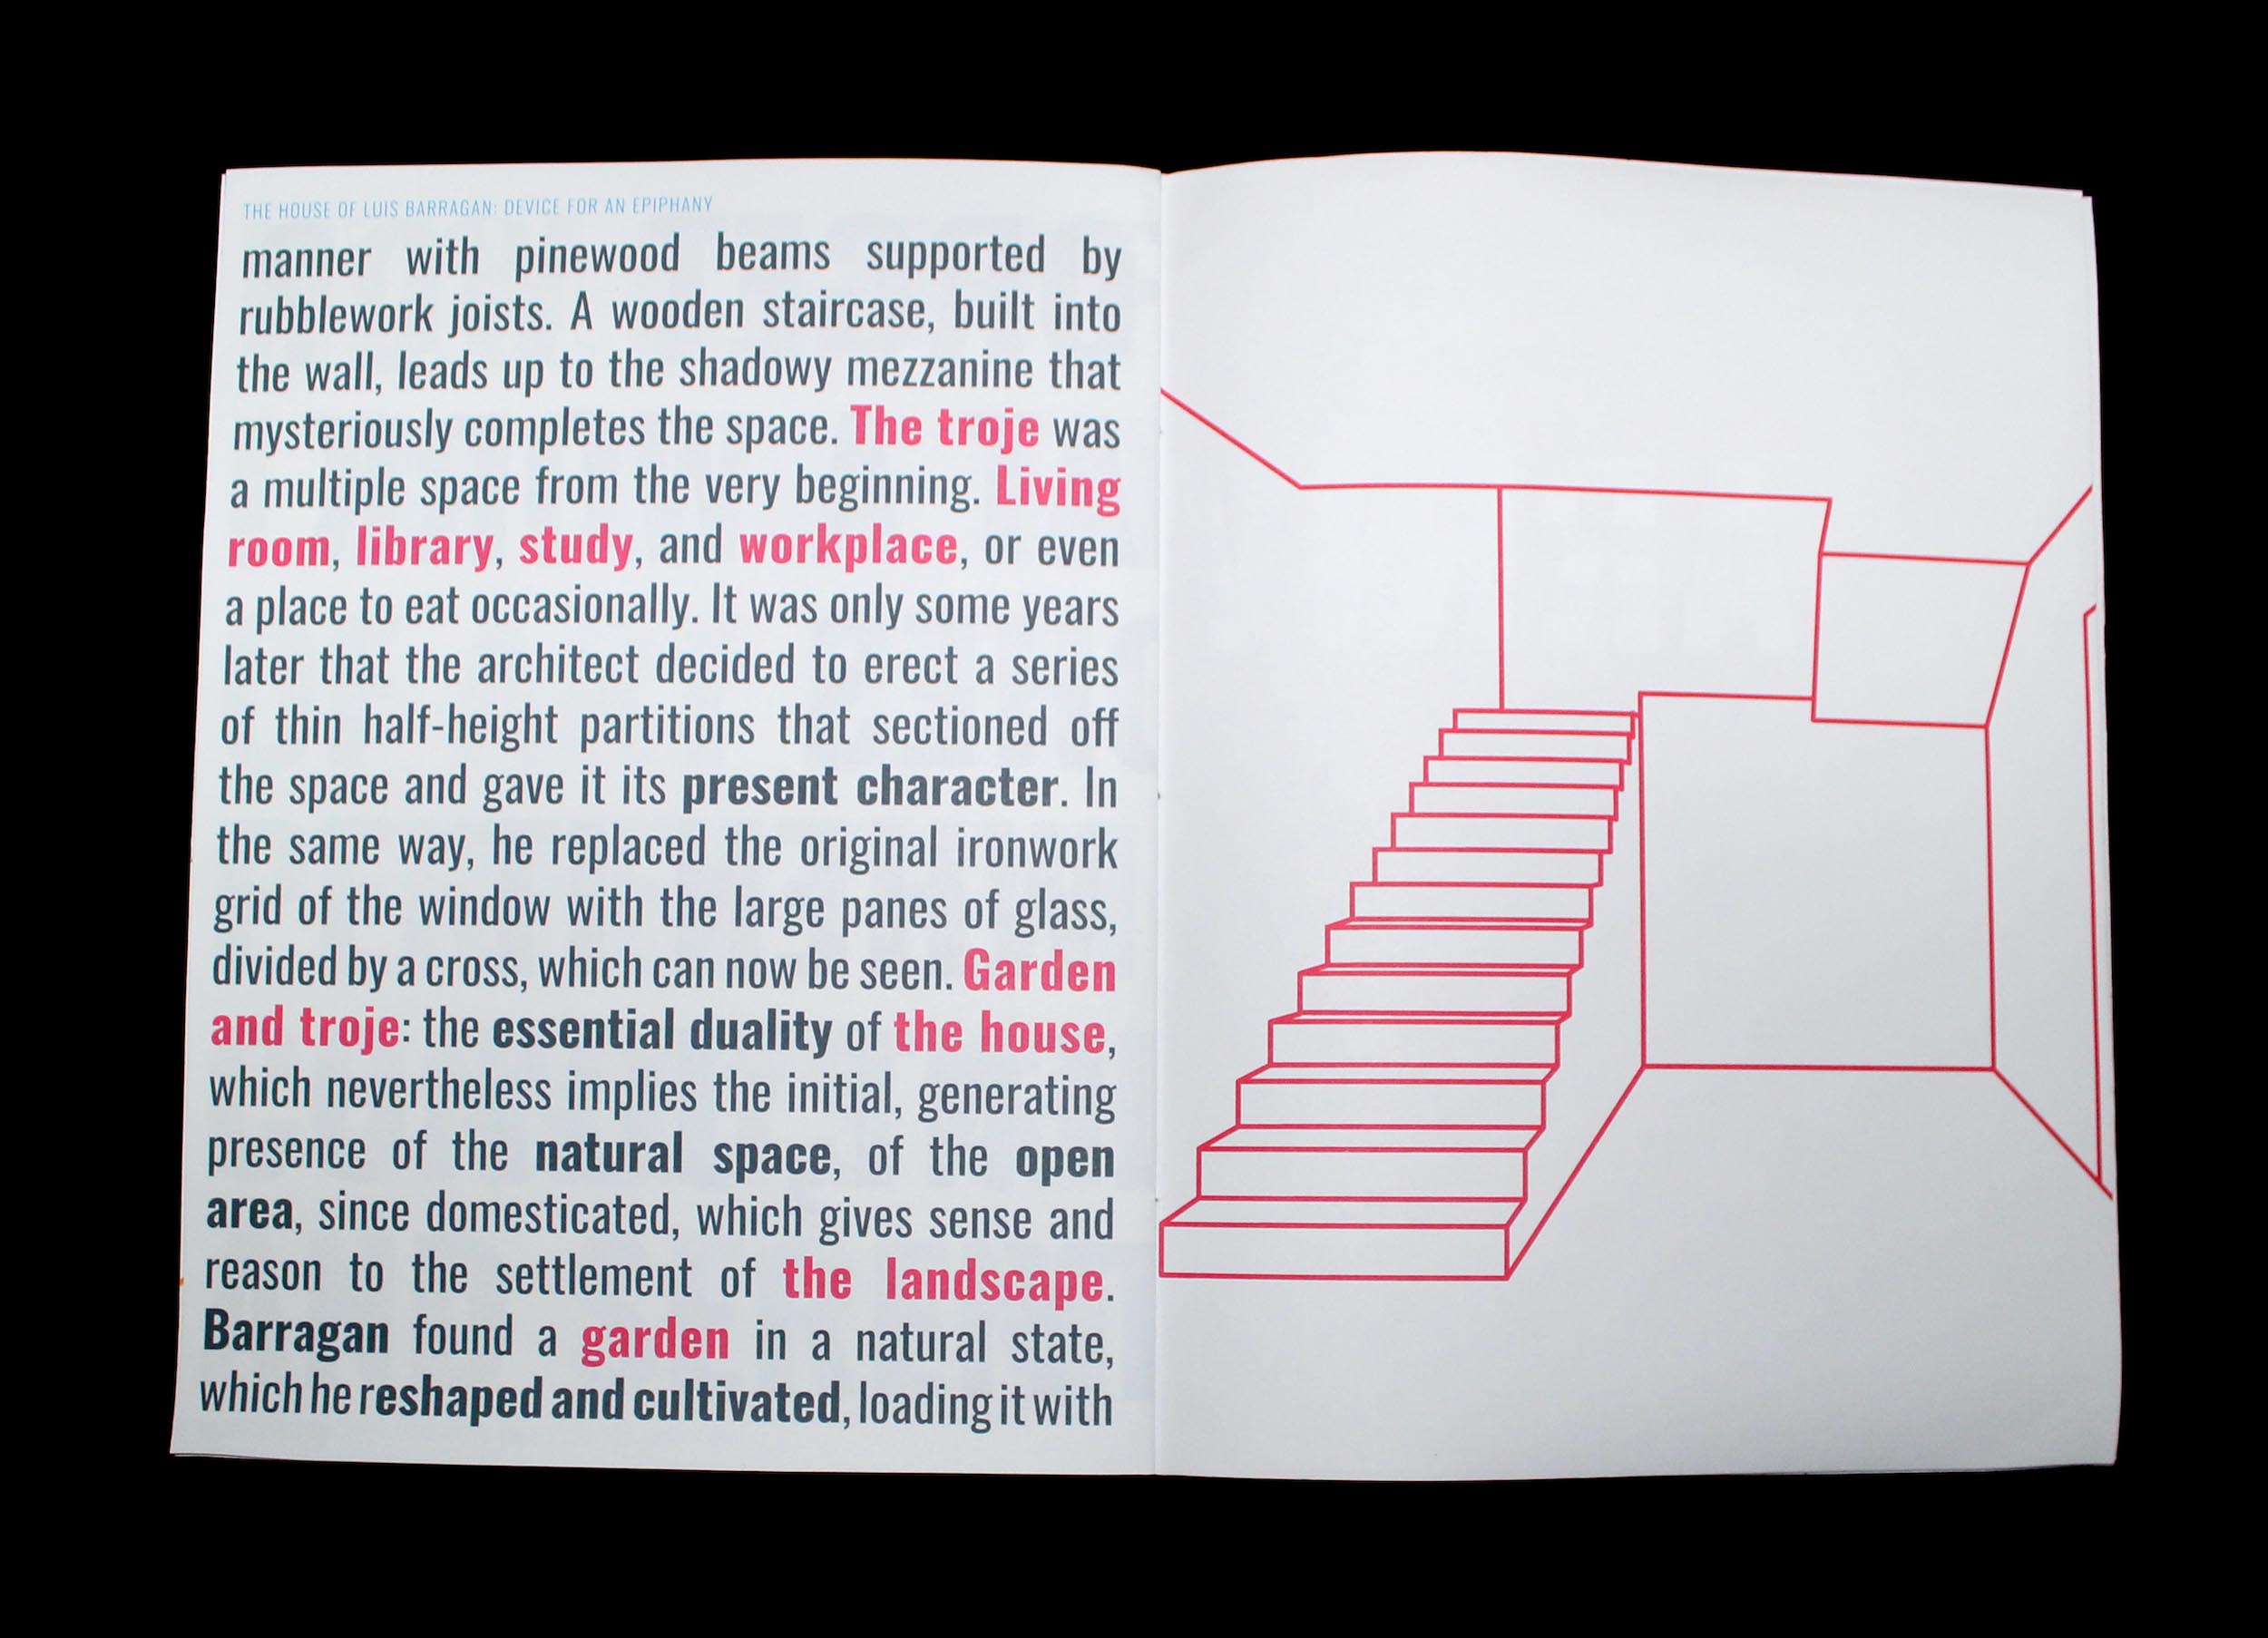 THE HOUSE OF LUIS BARRAGAN: DEVICE FOR AN EPIPHANY
manner with pinewood beams supported by
rubblework joists. A wooden staircase, built into
the wall, leads up to the shadowy mezzanine that
mysteriously completes the space. The troje was
a multiple space from the very beginning. Living
room, library, study, and workplace, or even
a place to eat occasionally. It was only some years
later that the architect decided to erect a series
of thin half-height partitions that sectioned off
the space and gave it its present character. In
the same way, he replaced the original ironwork
grid of the window with the large panes of glass,
divided by a cross, which can now be seen. Garden
and troje: the essential duality of the house,
which nevertheless implies the initial, generating
presence of the natural space, of the open
area, since domesticated, which gives sense and
reason to the settlement of the landscape.
Barragan found a garden in a natural state,
which he reshaped and cultivated, loading it with